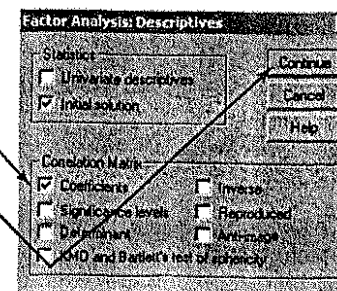 Factor Analysis: Descriptives
Statistics
Univariate descriptives
Initial solution
Continue
Cancel
Help
Correlation Matrix
Coefficients
Inverse
Significance levels
Reproduced
Determinant
Anti-image
KMO and Bartlett's test of sphericity